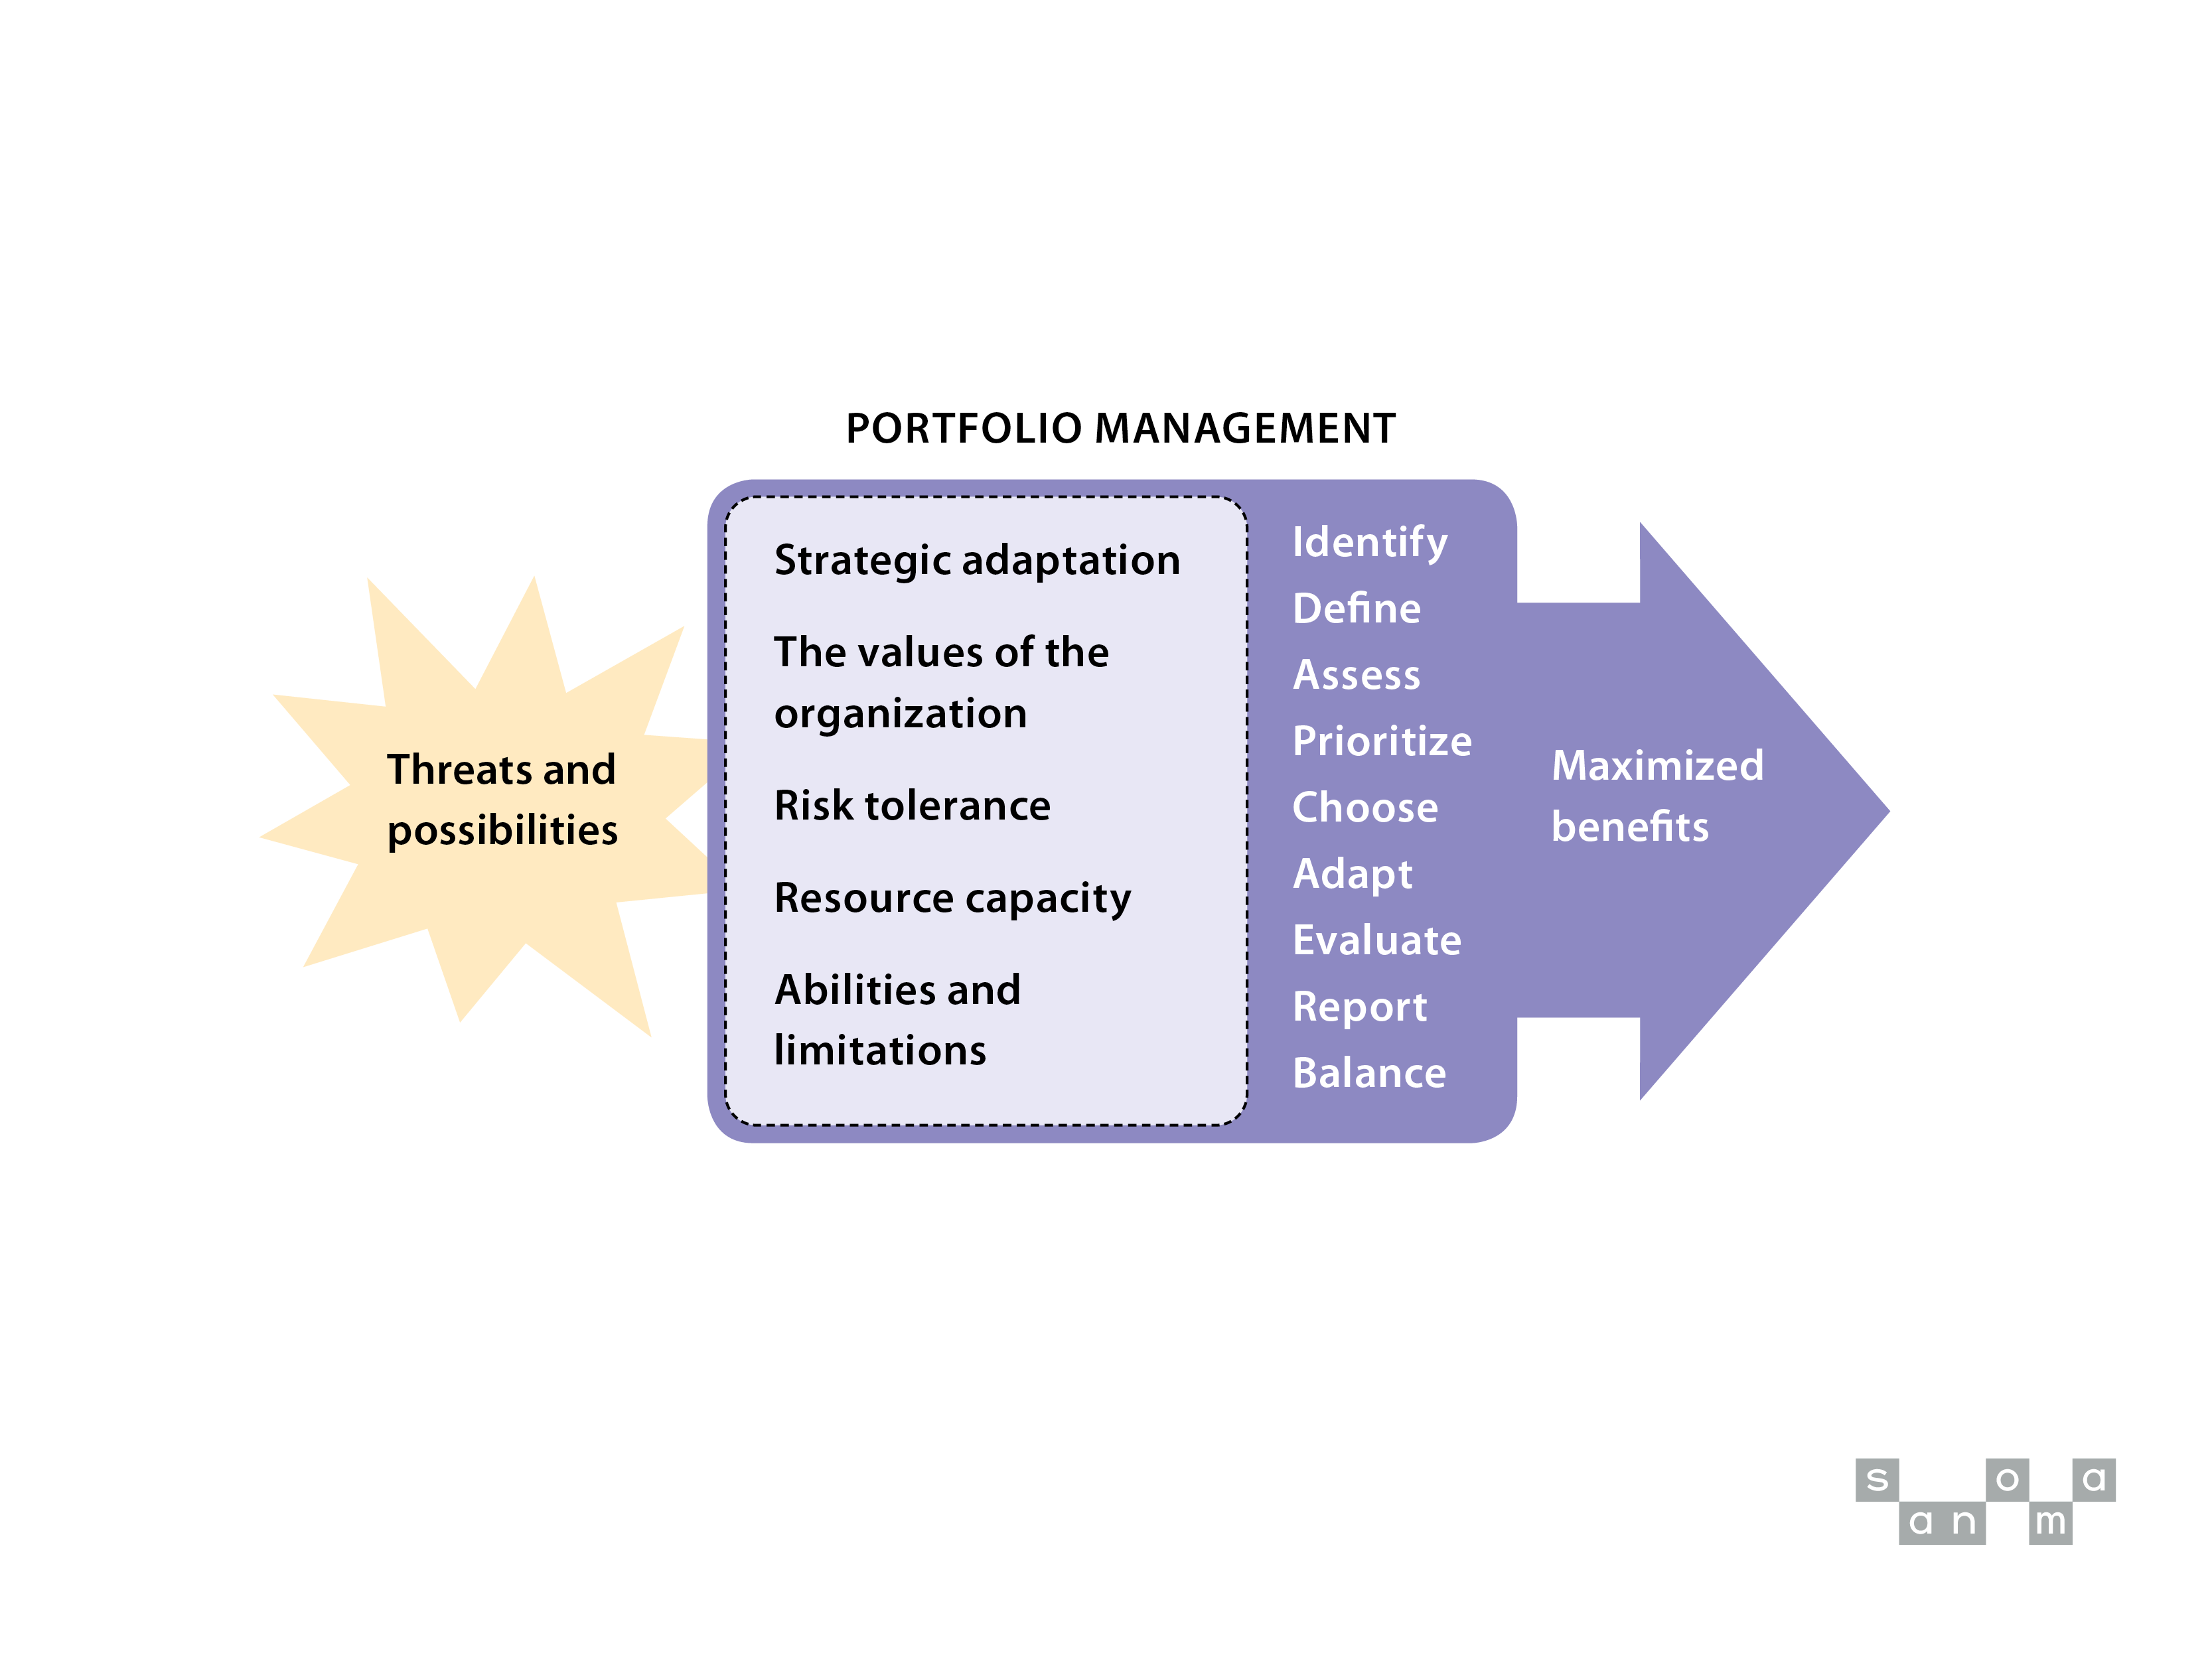 PORTFOLIO MANAGEMENT
Threats and
possibilities
Strategic adaptation
The values of the
organization
Risk tolerance
Resource capacity
Abilities and
limitations
Identify
Define
Assess
Prioritize
Choose
Adapt
Evaluate
Report
Balance
Maximized
benefits
sanoma